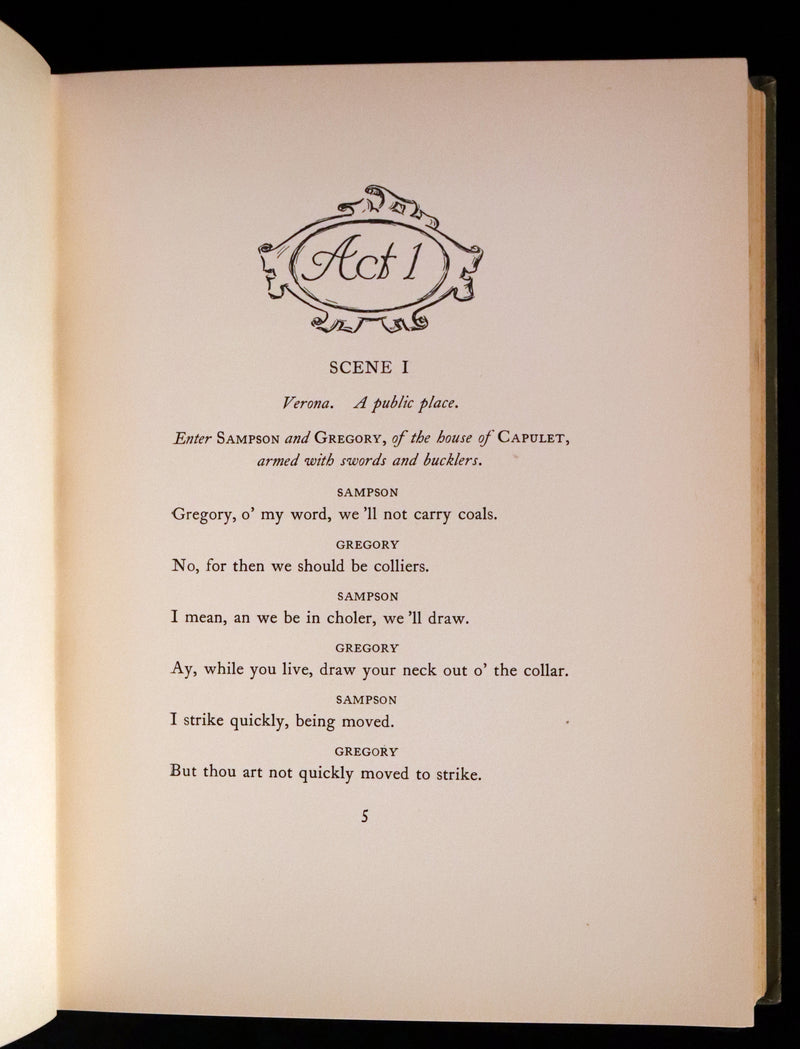 Act 1
SCENE I
Verona. A public place.
Enter SAMPSON and GREGORY, of the house of CAPULET,
armed with swords and bucklers.
SAMPSON
Gregory, o’ my word, we ’ll not carry coals.
GREGORY
No, for then we should be colliers.
SAMPSON
I mean, an we be in choler, we ’ll draw.
GREGORY
Ay, while you live, draw your neck out o’ the collar.
SAMPSON
I strike quickly, being moved.
GREGORY
But thou art not quickly moved to strike.
5